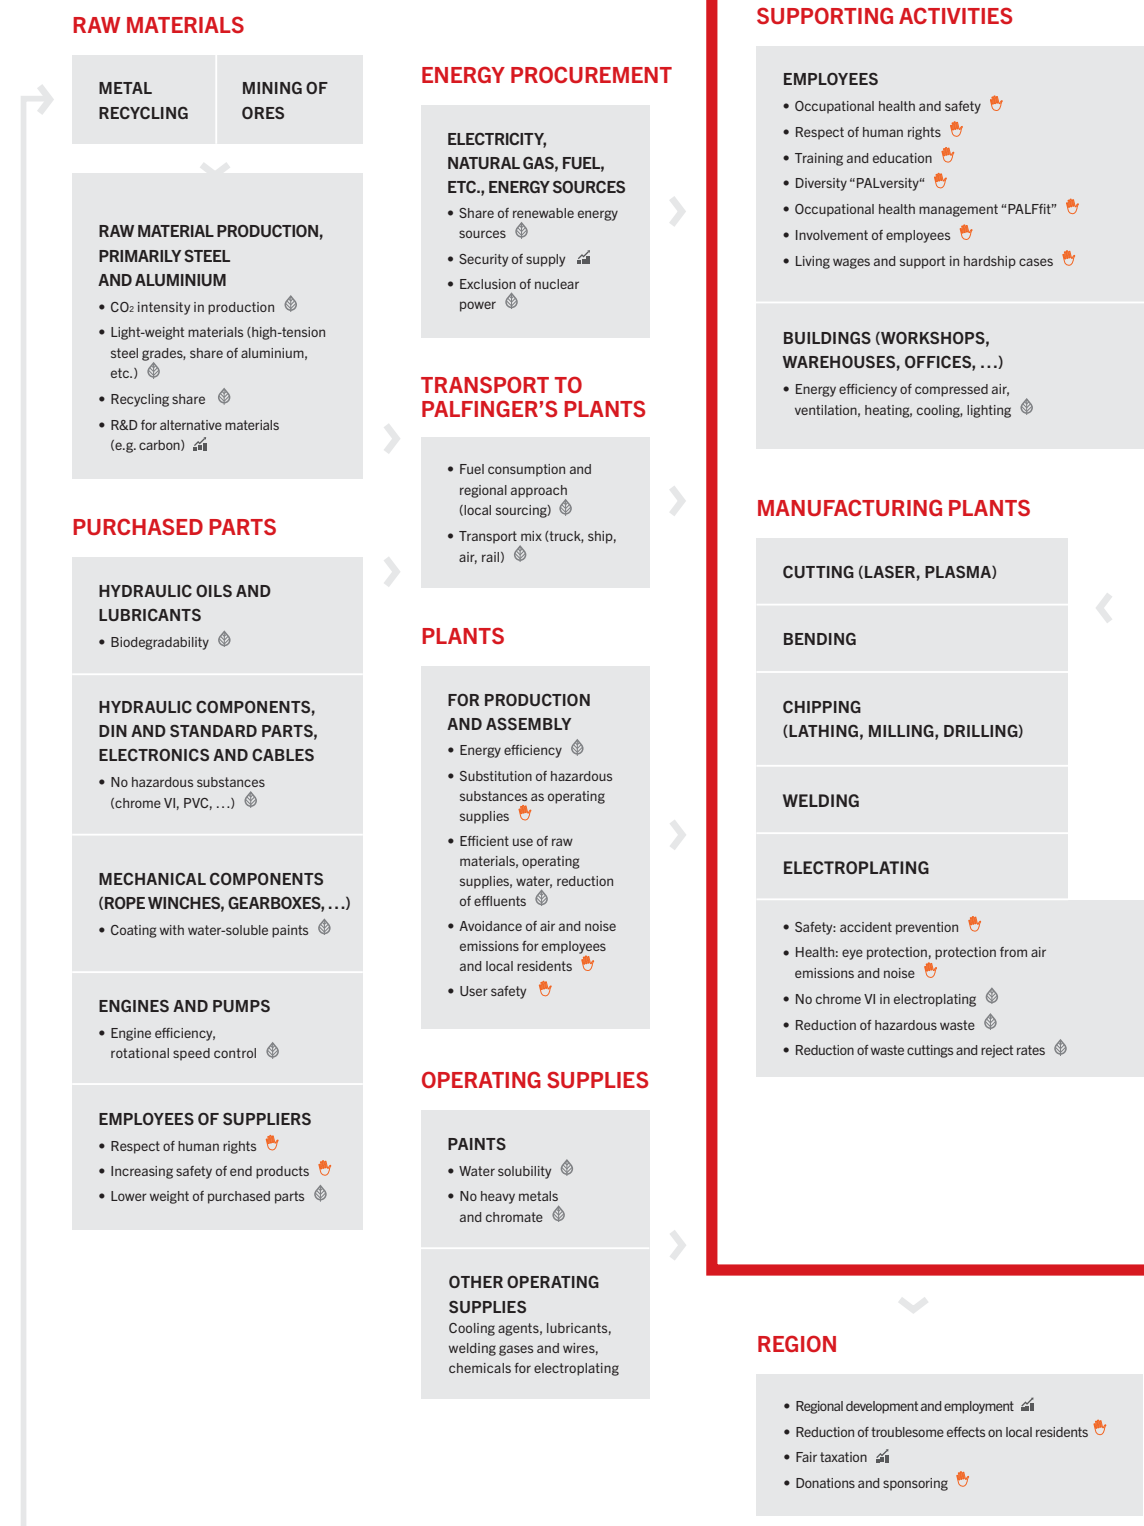 RAW MATERIALS
METAL
RECYCLING
MINING OF
ORES
RAW MATERIAL PRODUCTION,
PRIMARILY STEEL
AND ALUMINIUM
• CO₂ intensity in production
• Light-weight materials (high-tension
steel grades, share of aluminium,
etc.)
• Recycling share
• R&D for alternative materials
(e.g. carbon)
PURCHASED PARTS
HYDRAULIC OILS AND
LUBRICANTS
• Biodegradability
HYDRAULIC COMPONENTS,
DIN AND STANDARD PARTS,
ELECTRONICS AND CABLES
• No hazardous substances
(chrome VI, PVC, …)
MECHANICAL COMPONENTS
(ROPE WINCHES, GEARBOXES, …)
• Coating with water-soluble paints
ENGINES AND PUMPS
• Engine efficiency,
rotational speed control
EMPLOYEES OF SUPPLIERS
• Respect of human rights
• Increasing safety of end products
• Lower weight of purchased parts
ENERGY PROCUREMENT
ELECTRICITY,
NATURAL GAS, FUEL,
ETC., ENERGY SOURCES
• Share of renewable energy
sources
• Security of supply
• Exclusion of nuclear
power
TRANSPORT TO
PALFINGER’S PLANTS
• Fuel consumption and
regional approach
(local sourcing)
• Transport mix (truck, ship,
air, rail)
PLANTS
FOR PRODUCTION
AND ASSEMBLY
• Energy efficiency
• Substitution of hazardous
substances as operating
supplies
• Efficient use of raw
materials, operating
supplies, water, reduction
of effluents
• Avoidance of air and noise
emissions for employees
and local residents
• User safety
OPERATING SUPPLIES
PAINTS
• Water solubility
• No heavy metals
and chromate
OTHER OPERATING
SUPPLIES
Cooling agents, lubricants,
welding gases and wires,
chemicals for electroplating
SUPPORTING ACTIVITIES
EMPLOYEES
• Occupational health and safety
• Respect of human rights
• Training and education
• Diversity “PALversity“
• Occupational health management “PALFfit”
• Involvement of employees
• Living wages and support in hardship cases
BUILDINGS (WORKSHOPS,
WAREHOUSES, OFFICES, …)
• Energy efficiency of compressed air,
ventilation, heating, cooling, lighting
MANUFACTURING PLANTS
CUTTING (LASER, PLASMA)
BENDING
CHIPPING
(LATHING, MILLING, DRILLING)
WELDING
ELECTROPLATING
• Safety: accident prevention
• Health: eye protection, protection from air
emissions and noise
• No chrome VI in electroplating
• Reduction of hazardous waste
• Reduction of waste cuttings and reject rates
REGION
• Regional development and employment
• Reduction of troublesome effects on local residents
• Fair taxation
• Donations and sponsoring